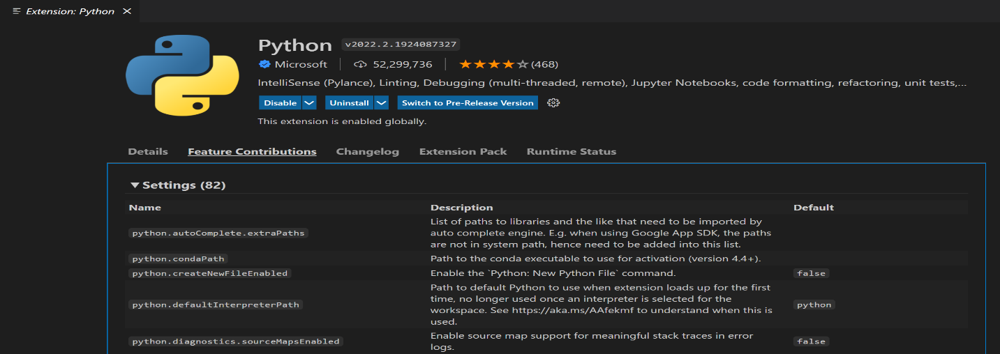 Extension: Python
Python v2022.2.1924087327
Microsoft 52,299,736 (468)
IntelliSense (Pylance), Linting, Debugging (multi-threaded, remote), Jupyter Notebooks, code formatting, refactoring, unit tests,...
Disable Uninstall Switch to Pre-Release Version
This extension is enabled globally.
Details Feature Contributions Changelog Extension Pack Runtime Status
Settings (82)
Name Description Default
python.autoComplete.extraPaths
List of paths to libraries and the like that need to be imported by
auto complete engine. E.g. when using Google App SDK, the paths
are not in system path, hence need to be added into this list.
python.condaPath Path to the conda executable to use for activation (version 4.4+).
python.createNewFileEnabled Enable the `Python: New Python File` command. false
python.defaultInterpreterPath
Path to default Python to use when extension loads up for the first
time, no longer used once an interpreter is selected for the
workspace. See https://aka.ms/AAfekmf to understand when this is
used.
python
python.diagnostics.sourceMapsEnabled
Enable source map support for meaningful stack traces in error
logs.
false